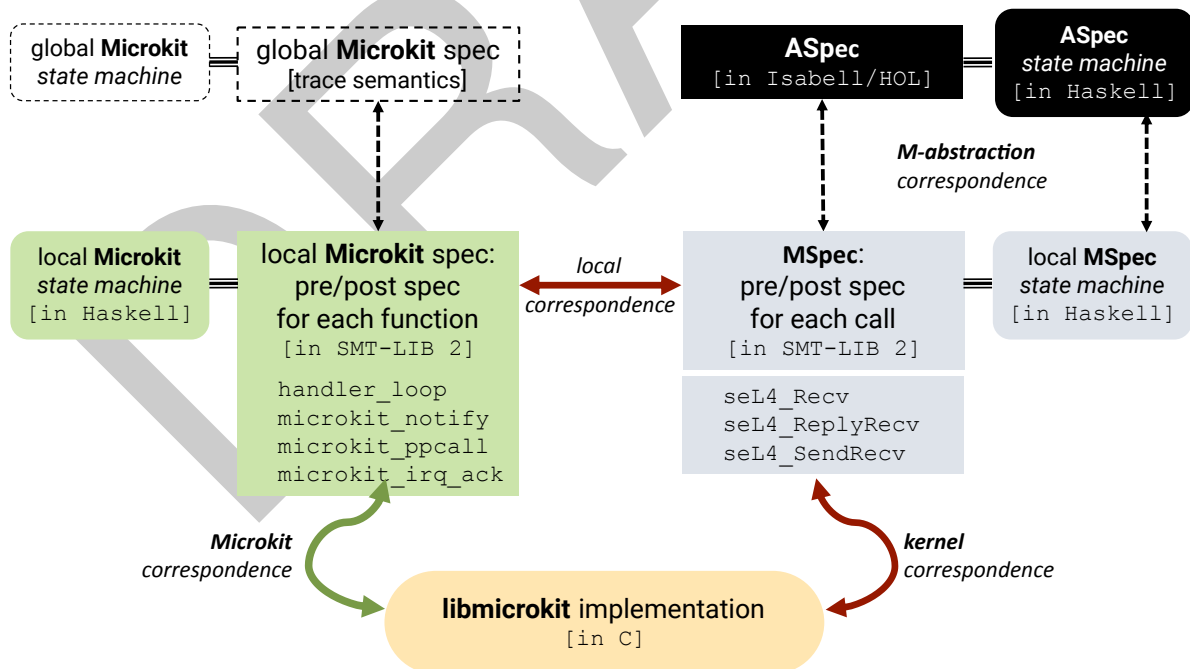 global Microkit
state machine
global Microkit spec
[trace semantics]
ASpec
[in Isabell/HOL]
ASpec
state machine
[in Haskell]
M-abstraction
correspondence
local Microkit
state machine
[in Haskell]
local Microkit spec:
pre/post spec
for each function
[in SMT-LIB 2]
handler_loop
microkit_notify
microkit_ppcall
microkit_irq_ack
local
correspondence
MSpec:
pre/post spec
for each call
[in SMT-LIB 2]
seL4_Recv
seL4_ReplyRecv
seL4_SendRecv
local MSpec
state machine
[in Haskell]
Microkit
correspondence
kernel
correspondence
libmicrokit implementation
[in C]